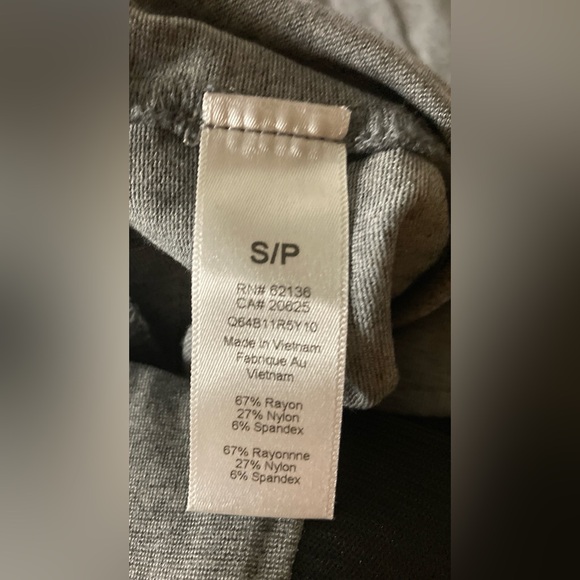 S/P
RN# 62136
CA# 20625
Q64B11R5Y10
Made In Vietnam
Fabrique Au
Vietnam
67% Rayon
27% Nylon
6% Spandex
67% Rayonnne
27% Nylon
6% Spandex